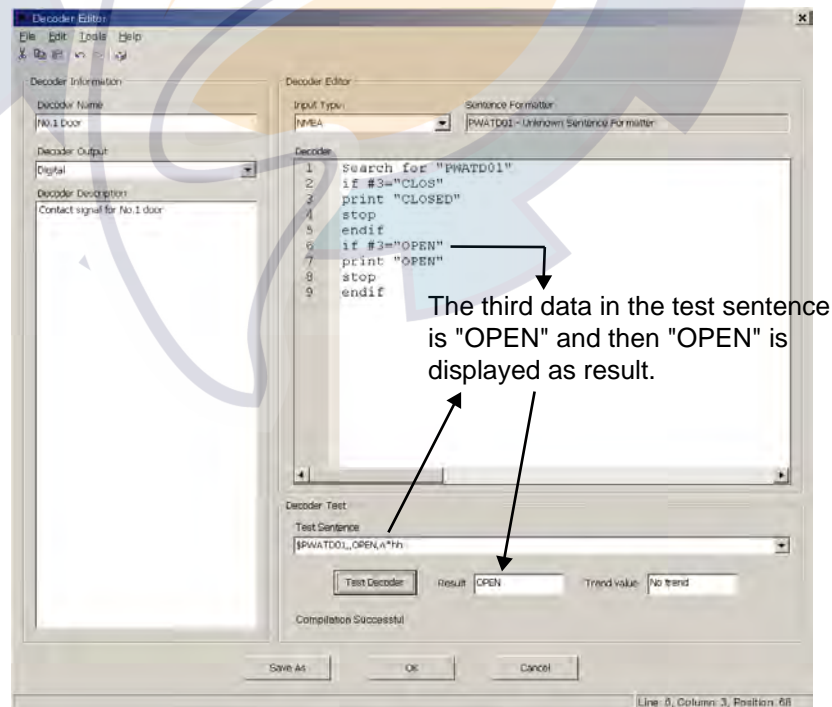 Decoder Editor
File Edit Tools Help
Decoder Information
Decoder Name
No.1 Door
Decoder Output
Digital
Decoder Description
Contact signal for No.1 door
Decoder Editor
Input Type:
NMEA
Sentence Formatter
PWATD01 - Unknown Sentence Formatter
Decoder
1 Search for "PWATD01"
2 if #3="CLOS"
3 print "CLOSED"
4 stop
5 endif
6 if #3="OPEN"
7 print "OPEN"
8 stop
9 endif
The third data in the test sentence
is "OPEN" and then "OPEN" is
displayed as result.
Decoder Test
Test Sentence
$PWATD01,,OPEN,A*hh
Test Decoder
Result
OPEN
Trend value
No trend
Compilation Successful
Save As
OK
Cancel
Line: 6, Column: 3, Position: 68